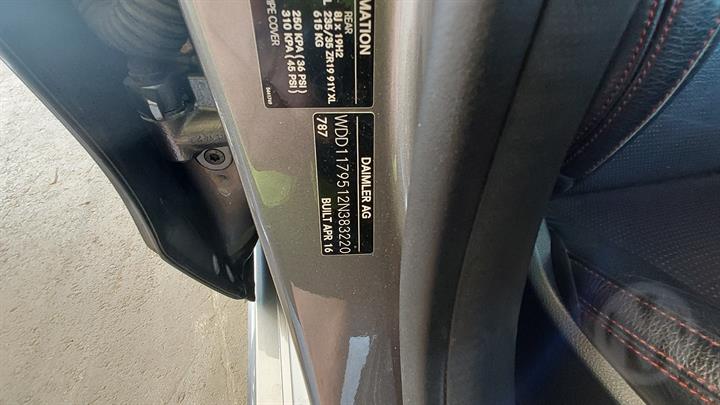 MATION
REAR
8J x 19H2
235/35 ZR19 91Y XL
615 KG
250 KPA { 36 PSI }
310 KPA { 45 PSI }
DAIMLER AG
BUILT APR 16
WDD1179512N383220
787